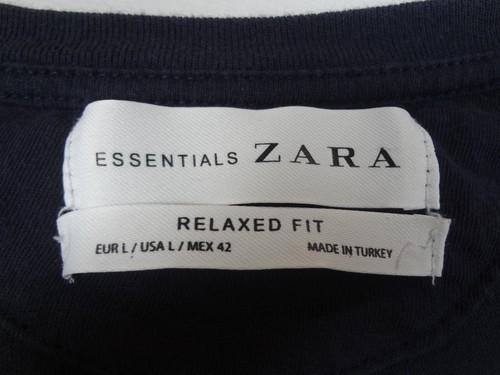 ESSENTIALS ZARA
RELAXED FIT
EUR L / USA L / MEX 42 MADE IN TURKEY